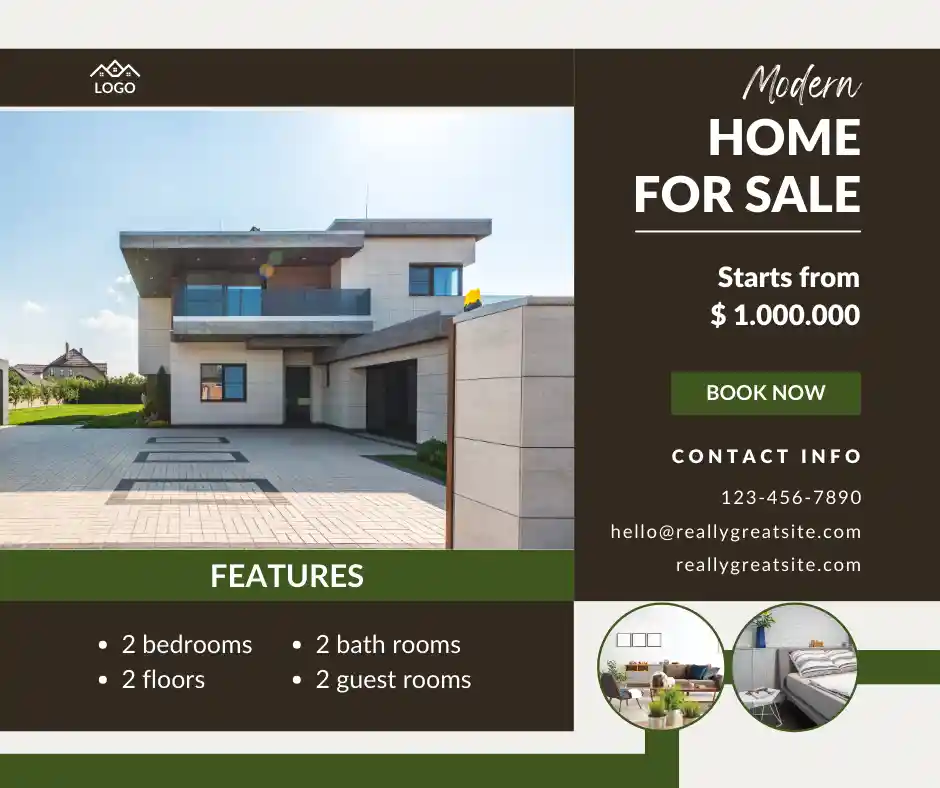 LOGO
Modern
HOME
FOR SALE
Starts from
$ 1.000.000
BOOK NOW
CONTACT INFO
123-456-7890
hello@reallygreatsite.com
reallygreatsite.com
FEATURES
• 2 bedrooms
• 2 floors
• 2 bath rooms
• 2 guest rooms